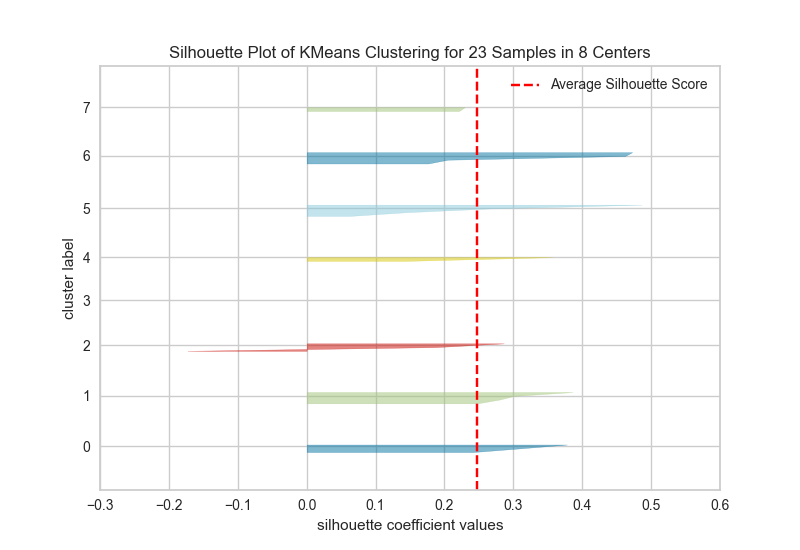 Silhouette Plot of KMeans Clustering for 23 Samples in 8 Centers
Average Silhouette Score
7
6
5
4
3
2
1
0
cluster label
−0.3 −0.2 −0.1 0.0 0.1 0.2 0.3 0.4 0.5 0.6
silhouette coefficient values